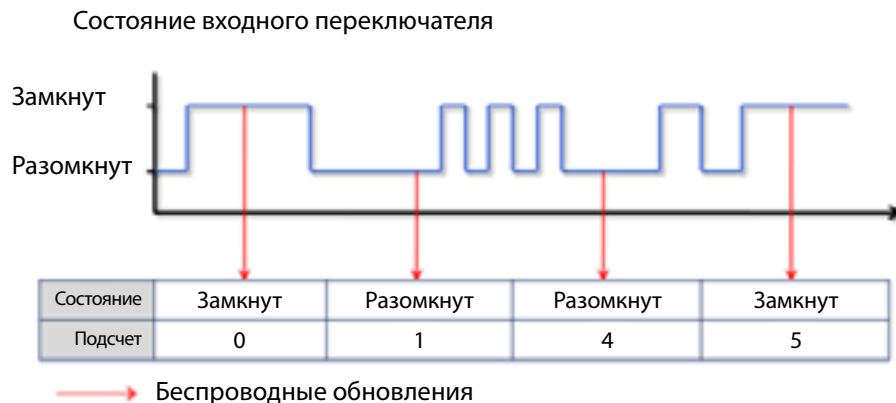 Состояние входного переключателя
Замкнут
Разомкнут
Состояние Замкнут Разомкнут Разомкнут Замкнут
Подсчет 0 1 4 5
Беспроводные обновления